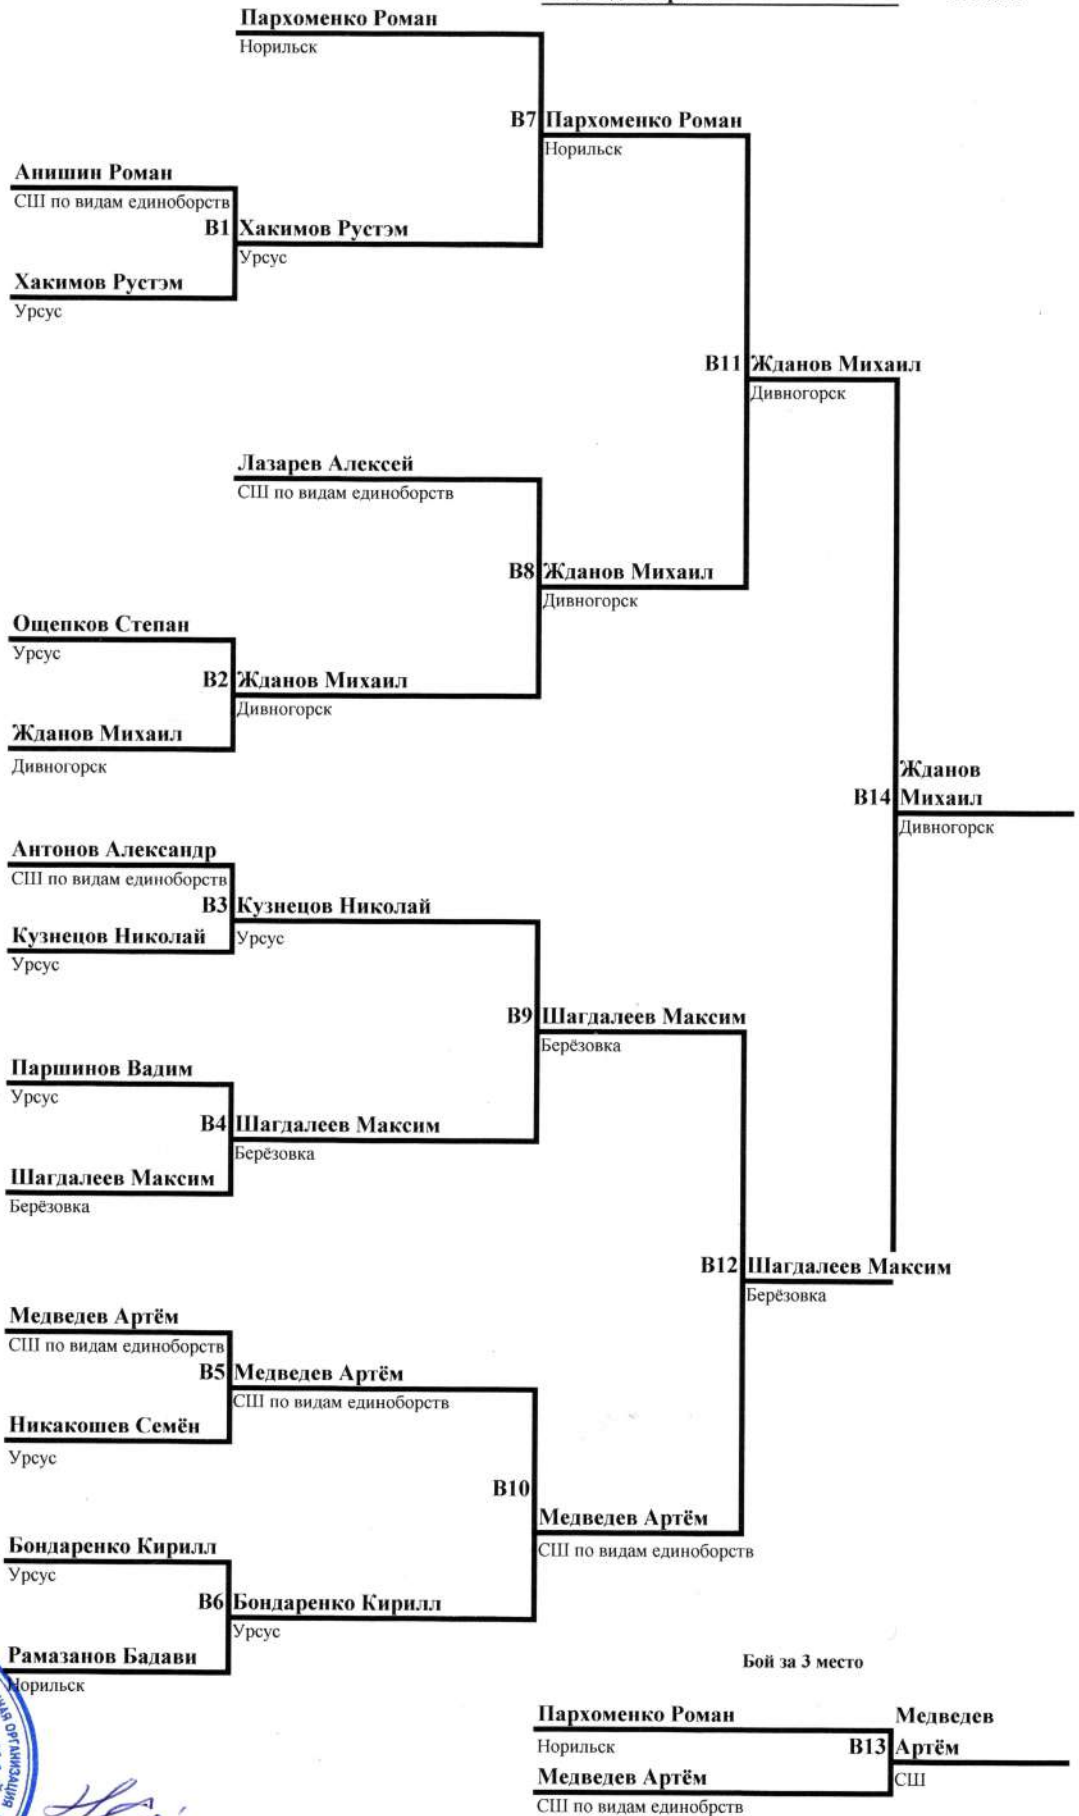 Пархоменко Роман
Норильск
B7 Пархоменко Роман
Норильск
Анишин Роман
СШ по видам единоборств
B1 Хакимов Рустэм
Урсус
Хакимов Рустэм
Урсус
B11 Жданов Михаил
Дивногорск
Лазарев Алексей
СШ по видам единоборств
B8 Жданов Михаил
Дивногорск
Ощепков Степан
Урсус
B2 Жданов Михаил
Дивногорск
Жданов Михаил
Дивногорск
Жданов
B14 Михаил
Дивногорск
Антонов Александр
СШ по видам единоборств
B3 Кузнецов Николай
Урсус
Кузнецов Николай
Урсус
B9 Шагдалеев Максим
Берёзовка
Паршинов Вадим
Урсус
B4 Шагдалеев Максим
Берёзовка
Шагдалеев Максим
Берёзовка
B12 Шагдалеев Максим
Берёзовка
Медведев Артём
СШ по видам единоборств
B5 Медведев Артём
СШ по видам единоборств
Никакошев Семён
Урсус
B10
Медведев Артём
СШ по видам единоборств
Бондаренко Кирилл
Урсус
B6 Бондаренко Кирилл
Урсус
Рамазанов Бадави
Норильск
Бой за 3 место
Пархоменко Роман
Норильск
Медведев
B13 Артём
СШ
Медведев Артём
СШ по видам единобрств
ОРГАНИЗАЦИЯ